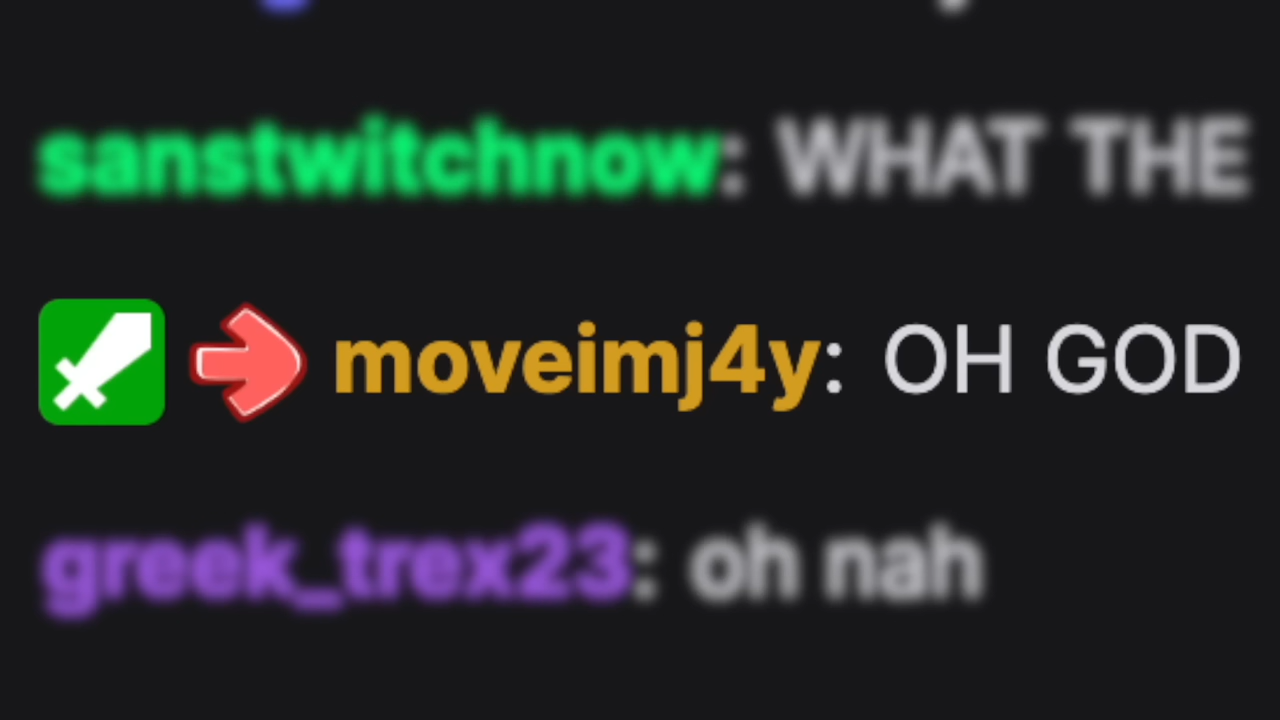 sanstwitchnow: WHAT THE
moveimj4y: OH GOD
greek_trex23: oh nah